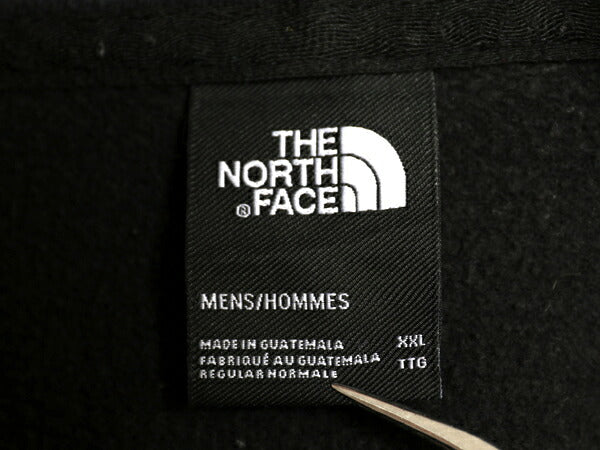 THE
NORTH
® FACE
MENS/HOMMES
MADE IN GUATEMALA XXL
FABRIQUÉ AU GUATEMALA TTG
REGULAR NORMALE